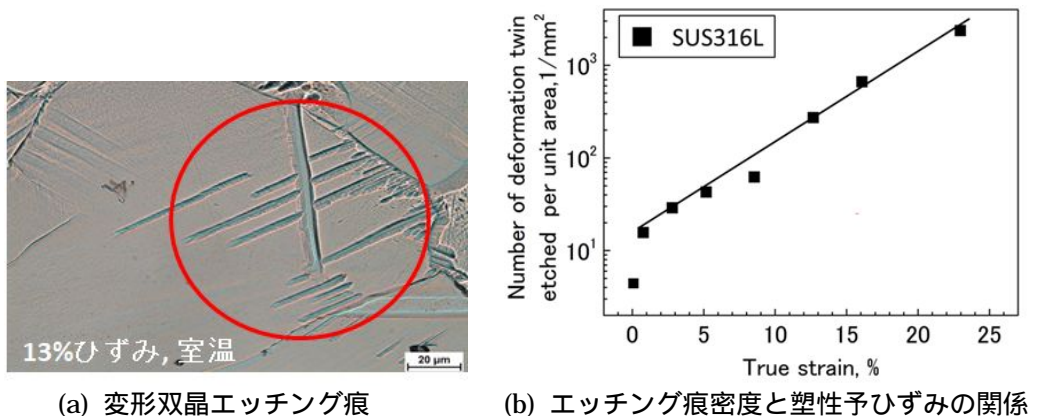 13%ひずみ, 室温
20 μm
(a) 変形双晶エッチング痕
Number of deformation twin
etched per unit area,1/mm²
10³
10²
10¹
SUS316L
0 5 10 15 20 25
True strain, %
(b) エッチング痕密度と塑性予ひずみの関係